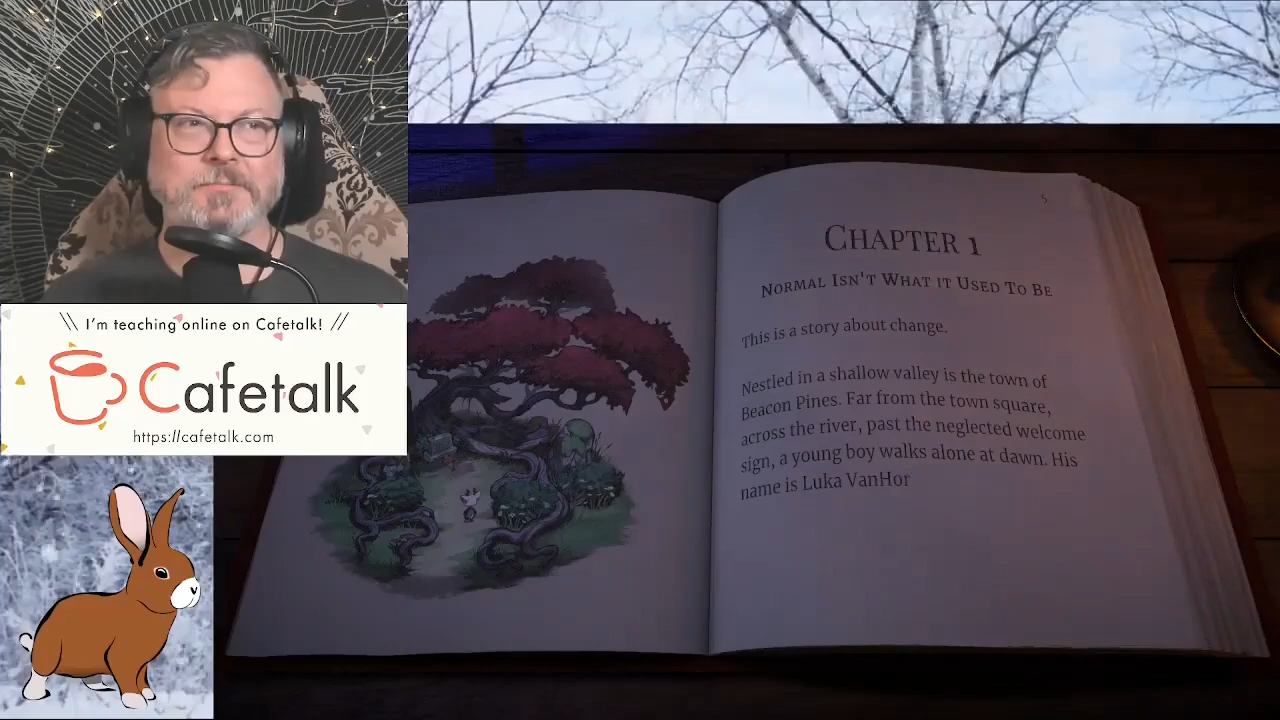 \\ I'm teaching online on Cafetalk! //
Cafetalk
https://cafetalk.com
5
CHAPTER 1
NORMAL ISN'T WHAT IT USED TO BE
This is a story about change.
Nestled in a shallow valley is the town of
Beacon Pines. Far from the town square,
across the river, past the neglected welcome
sign, a young boy walks alone at dawn. His
name is Luka VanHor